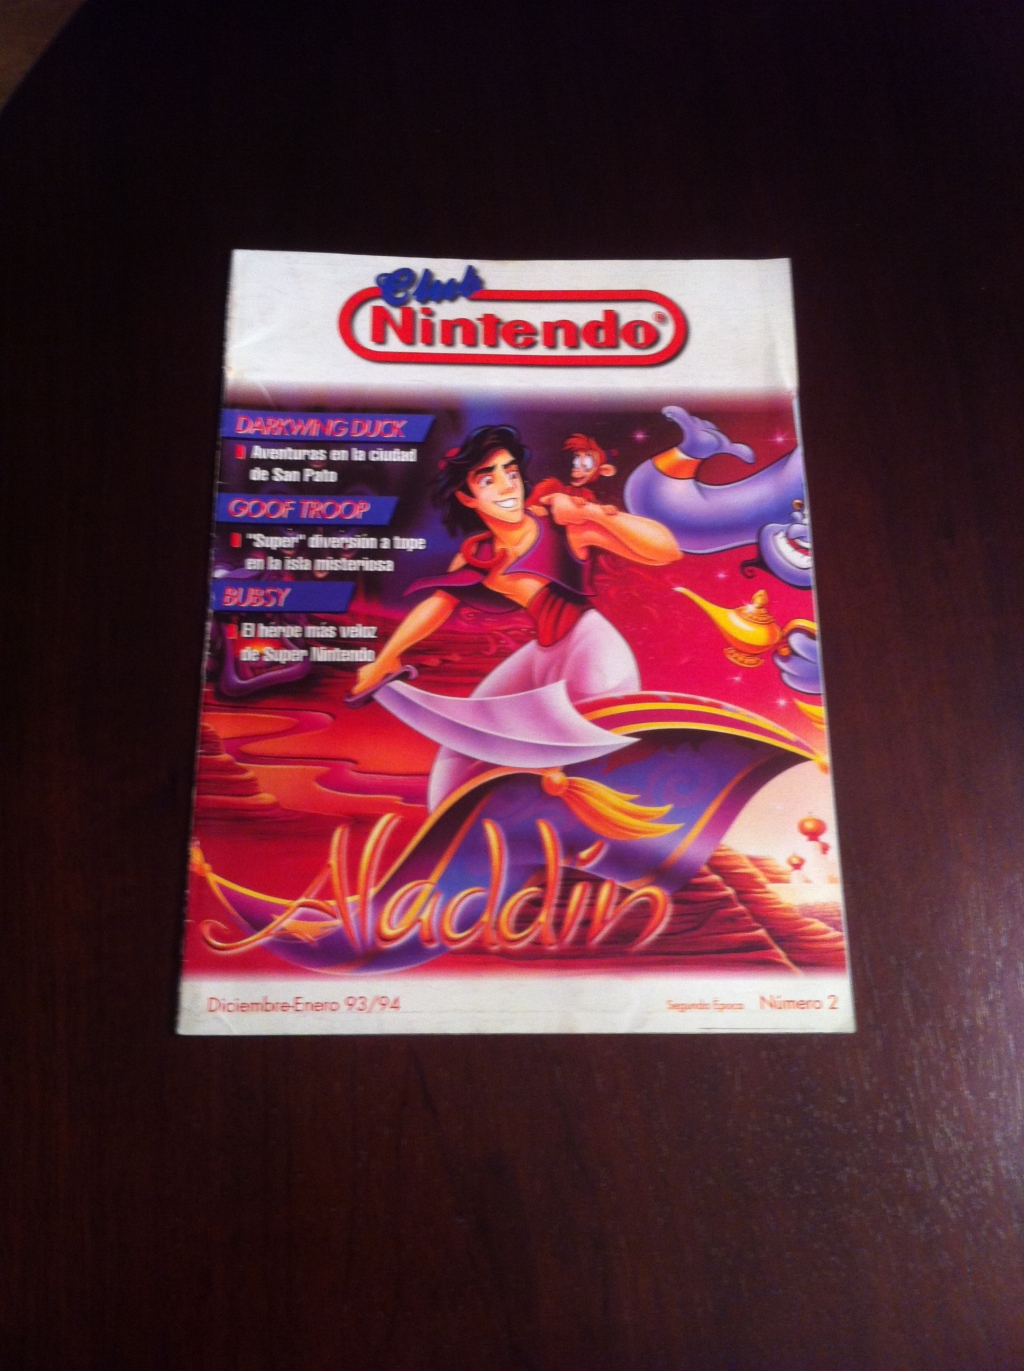 Club
Nintendo®
DARKWING DUCK
Aventuras en la ciudad
de San Pato
GOOF TROOP
"Super" diversión a tope
en la isla misteriosa
BUBSY
El héroe más veloz
de Super Nintendo
Aladdin
Diciembre-Enero 93/94
Segunda Epoca Número 2